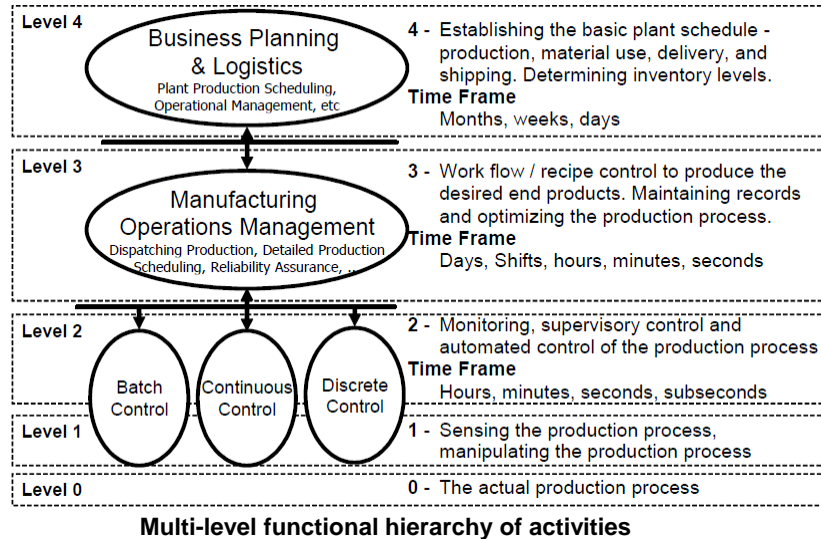 Level 4
Business Planning
& Logistics
Plant Production Scheduling,
Operational Management, etc
4 - Establishing the basic plant schedule -
production, material use, delivery, and
shipping. Determining inventory levels.
Time Frame
Months, weeks, days
Level 3
Manufacturing
Operations Management
Dispatching Production, Detailed Production
Scheduling, Reliability Assurance, ...
3 - Work flow / recipe control to produce the
desired end products. Maintaining records
and optimizing the production process.
Time Frame
Days, Shifts, hours, minutes, seconds
Level 2
Batch
Control
Continuous
Control
Discrete
Control
2 - Monitoring, supervisory control and
automated control of the production process
Time Frame
Hours, minutes, seconds, subseconds
Level 1
1 - Sensing the production process,
manipulating the production process
Level 0
0 - The actual production process
Multi-level functional hierarchy of activities